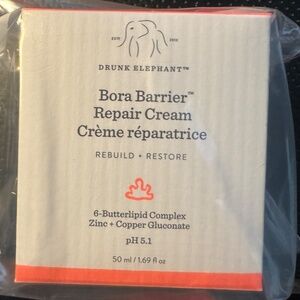 DRUNK ELEPHANT™
Bora Barrier™
Repair Cream
Crème réparatrice
REBUILD + RESTORE
6-Butterlipid Complex
Zinc + Copper Gluconate
pH 5.1
50 ml / 1.69 fl oz